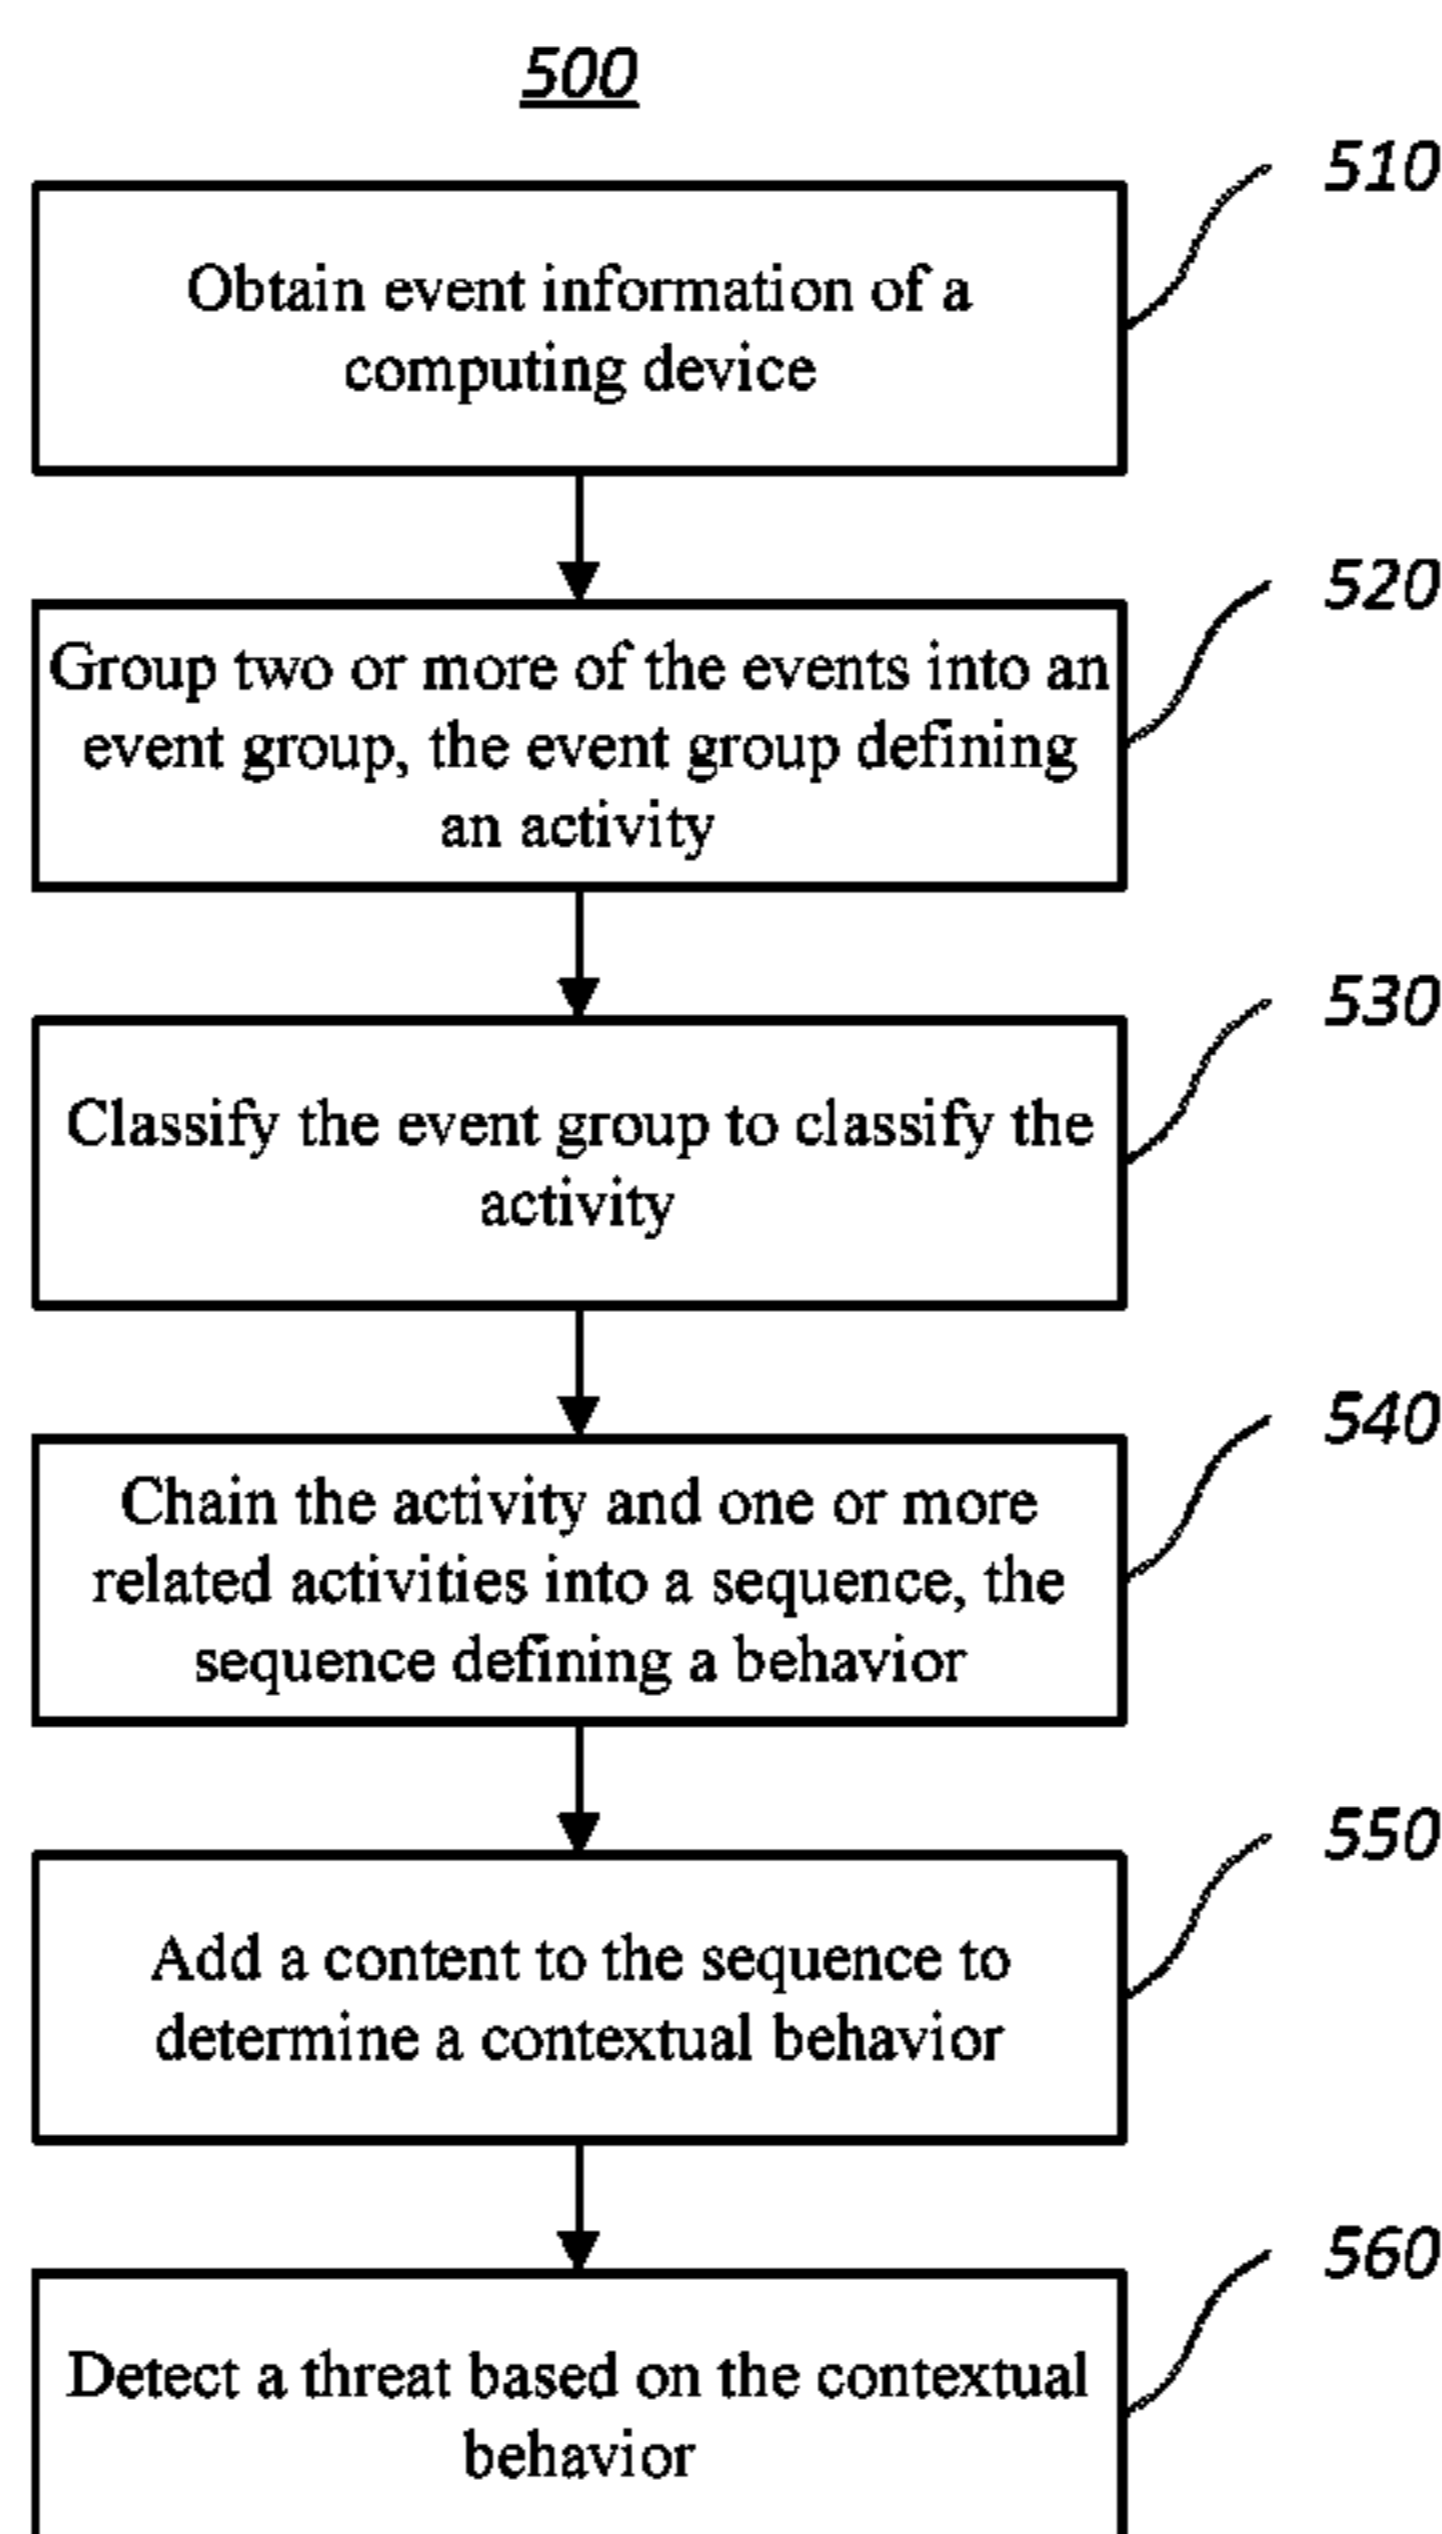 500
510
Obtain event information of a
computing device
520
Group two or more of the events into an
event group, the event group defining
an activity
530
Classify the event group to classify the
activity
540
Chain the activity and one or more
related activities into a sequence, the
sequence defining a behavior
550
Add a content to the sequence to
determine a contextual behavior
560
Detect a threat based on the contextual
behavior